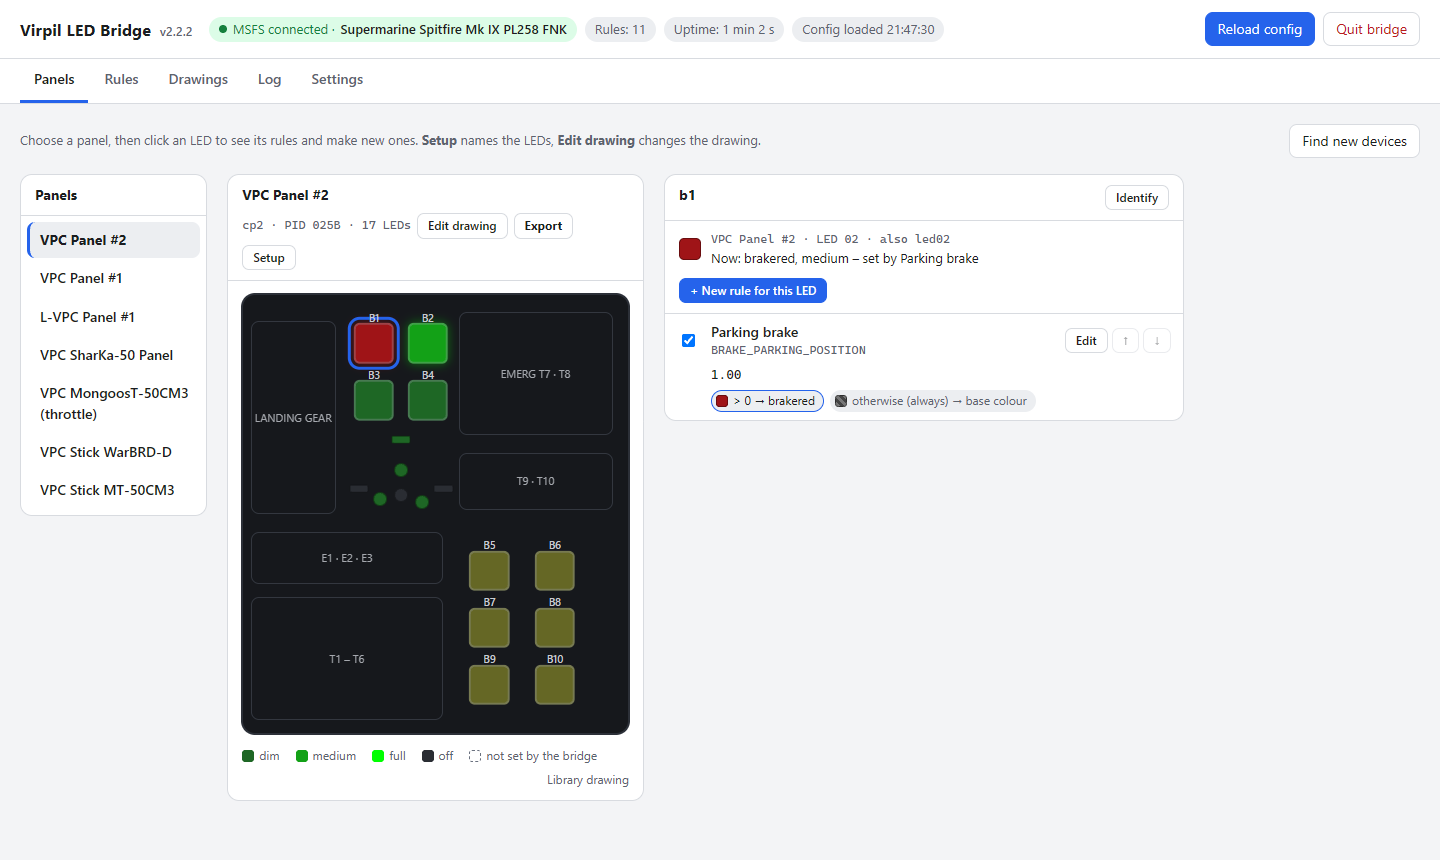 Virpil LED Bridge v2.2.2
MSFS connected · Supermarine Spitfire Mk IX PL258 FNK
Rules: 11
Uptime: 1 min 2 s
Config loaded 21:47:30
Reload config
Quit bridge
Panels
Rules
Drawings
Log
Settings
Choose a panel, then click an LED to see its rules and make new ones. Setup names the LEDs, Edit drawing changes the drawing.
Find new devices
Panels
VPC Panel #2
VPC Panel #1
L-VPC Panel #1
VPC SharKa-50 Panel
VPC MongoosT-50CM3
(throttle)
VPC Stick WarBRD-D
VPC Stick MT-50CM3
VPC Panel #2
cp2 · PID 025B · 17 LEDs
Edit drawing
Export
Setup
B1
B2
B3
B4
LANDING GEAR
EMERG T7 · T8
T9 · T10
E1 · E2 · E3
T1 – T6
B5
B6
B7
B8
B9
B10
dim
medium
full
off
not set by the bridge
Library drawing
b1
Identify
VPC Panel #2 · LED 02 · also led02
Now: brakered, medium – set by Parking brake
+ New rule for this LED
Parking brake
BRAKE_PARKING_POSITION
Edit
↑
↓
1.00
> 0 → brakered
otherwise (always) → base colour